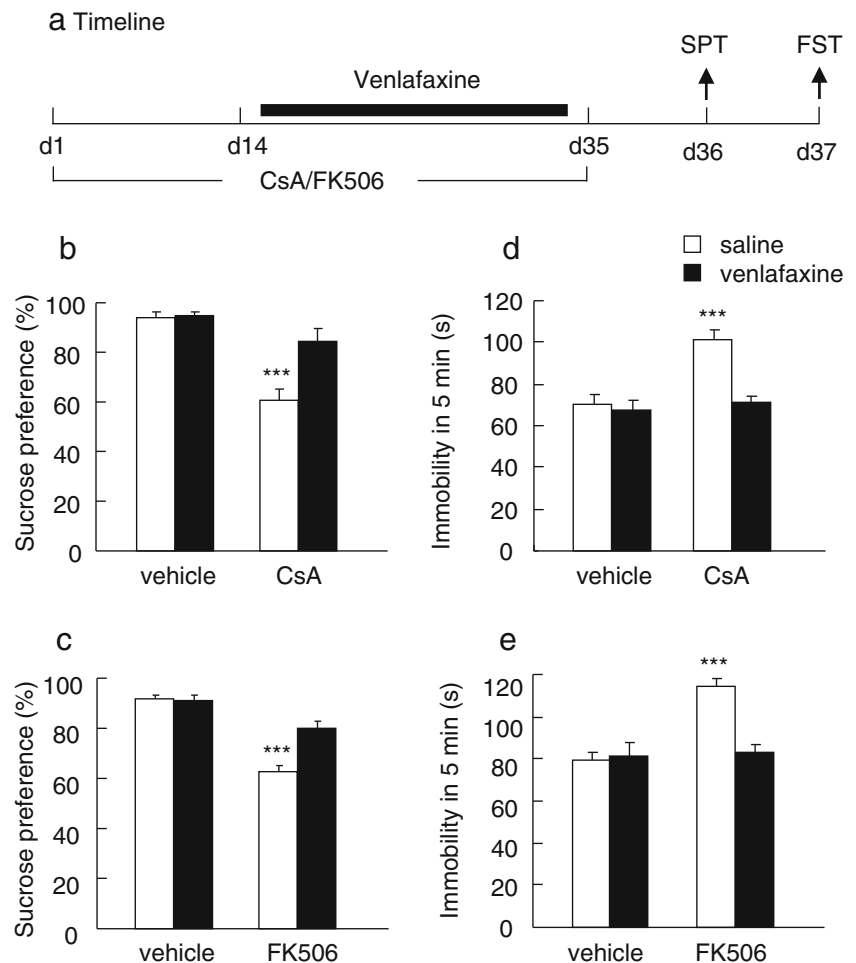 a Timeline
SPT FST
Venlafaxine
d1 d14 d35 d36 d37
CsA/FK506
b
Sucrose preference (%)
100
80
60
40
20
0
***
vehicle CsA
d
saline
venlafaxine
Immobility in 5 min (s)
120
100
80
60
40
20
0
***
vehicle CsA
c
Sucrose preference (%)
100
80
60
40
20
0
***
vehicle FK506
e
Immobility in 5 min (s)
120
100
80
60
40
20
0
***
vehicle FK506